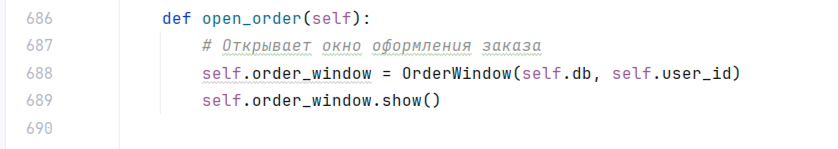 686 def open_order(self):
687 # Открывает окно оформления заказа
688 self.order_window = OrderWindow(self.db, self.user_id)
689 self.order_window.show()
690